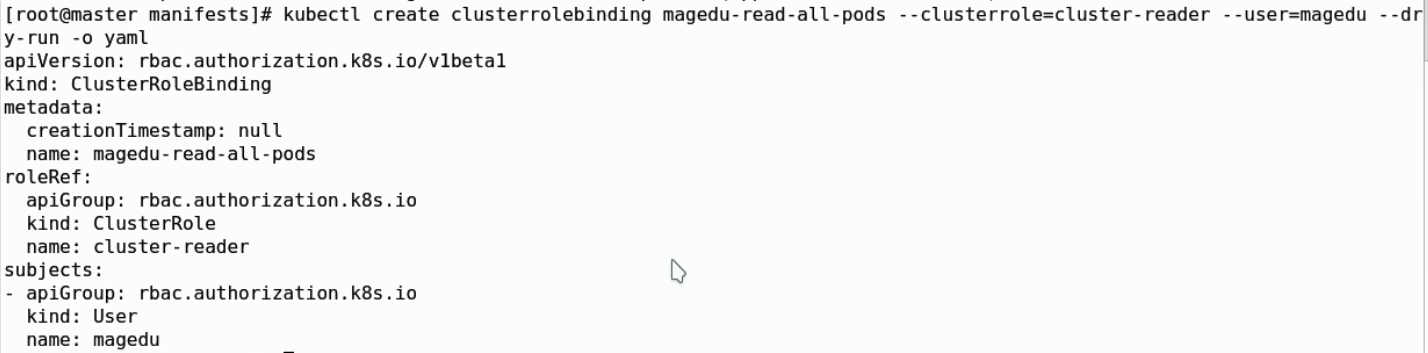 [root@master manifests]# kubectl create clusterrolebinding magedu-read-all-pods --clusterrole=cluster-reader --user=magedu --dr
y-run -o yaml
apiVersion: rbac.authorization.k8s.io/v1beta1
kind: ClusterRoleBinding
metadata:
  creationTimestamp: null
  name: magedu-read-all-pods
roleRef:
  apiGroup: rbac.authorization.k8s.io
  kind: ClusterRole
  name: cluster-reader
subjects:
- apiGroup: rbac.authorization.k8s.io
  kind: User
  name: magedu